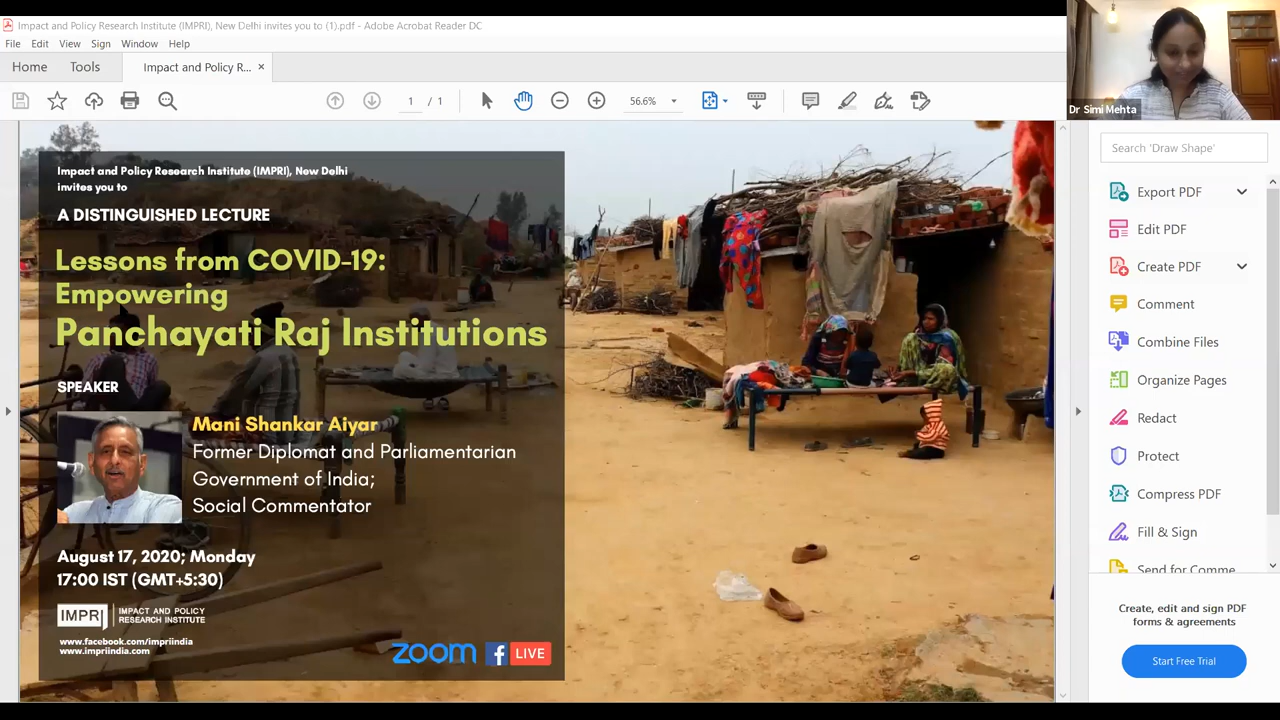 Impact and Policy Research Institute (IMPRI), New Delhi invites you to (1).pdf - Adobe Acrobat Reader DC
File Edit View Sign Window Help
Home Tools Impact and Policy R... ×
1 / 1 56.6%
Dr Simi Mehta
Impact and Policy Research Institute (IMPRI), New Delhi
invites you to
A DISTINGUISHED LECTURE
Lessons from COVID-19:
Empowering
Panchayati Raj Institutions
SPEAKER
Mani Shankar Aiyar
Former Diplomat and Parliamentarian
Government of India;
Social Commentator
August 17, 2020; Monday
17:00 IST (GMT+5:30)
IMPRI IMPACT AND POLICY
RESEARCH INSTITUTE
www.facebook.com/impriindia
www.impriindia.com
zoom f LIVE
Search 'Draw Shape'
Export PDF
Edit PDF
Create PDF
Comment
Combine Files
Organize Pages
Redact
Protect
Compress PDF
Fill & Sign
Send for Comme
Create, edit and sign PDF
forms & agreements
Start Free Trial